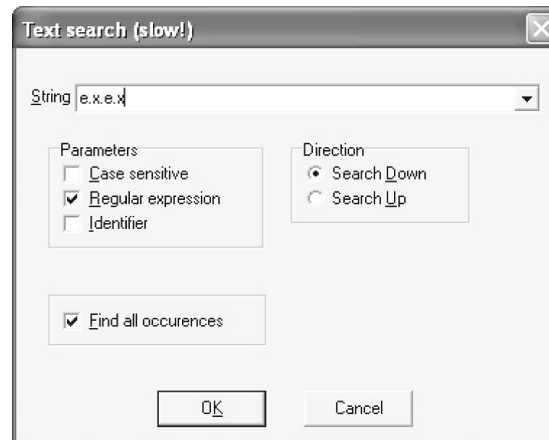 Text search (slow!)
String e.x.e.x
Parameters
Case sensitive
Regular expression
Identifier
Direction
Search Down
Search Up
Find all occurences
OK
Cancel